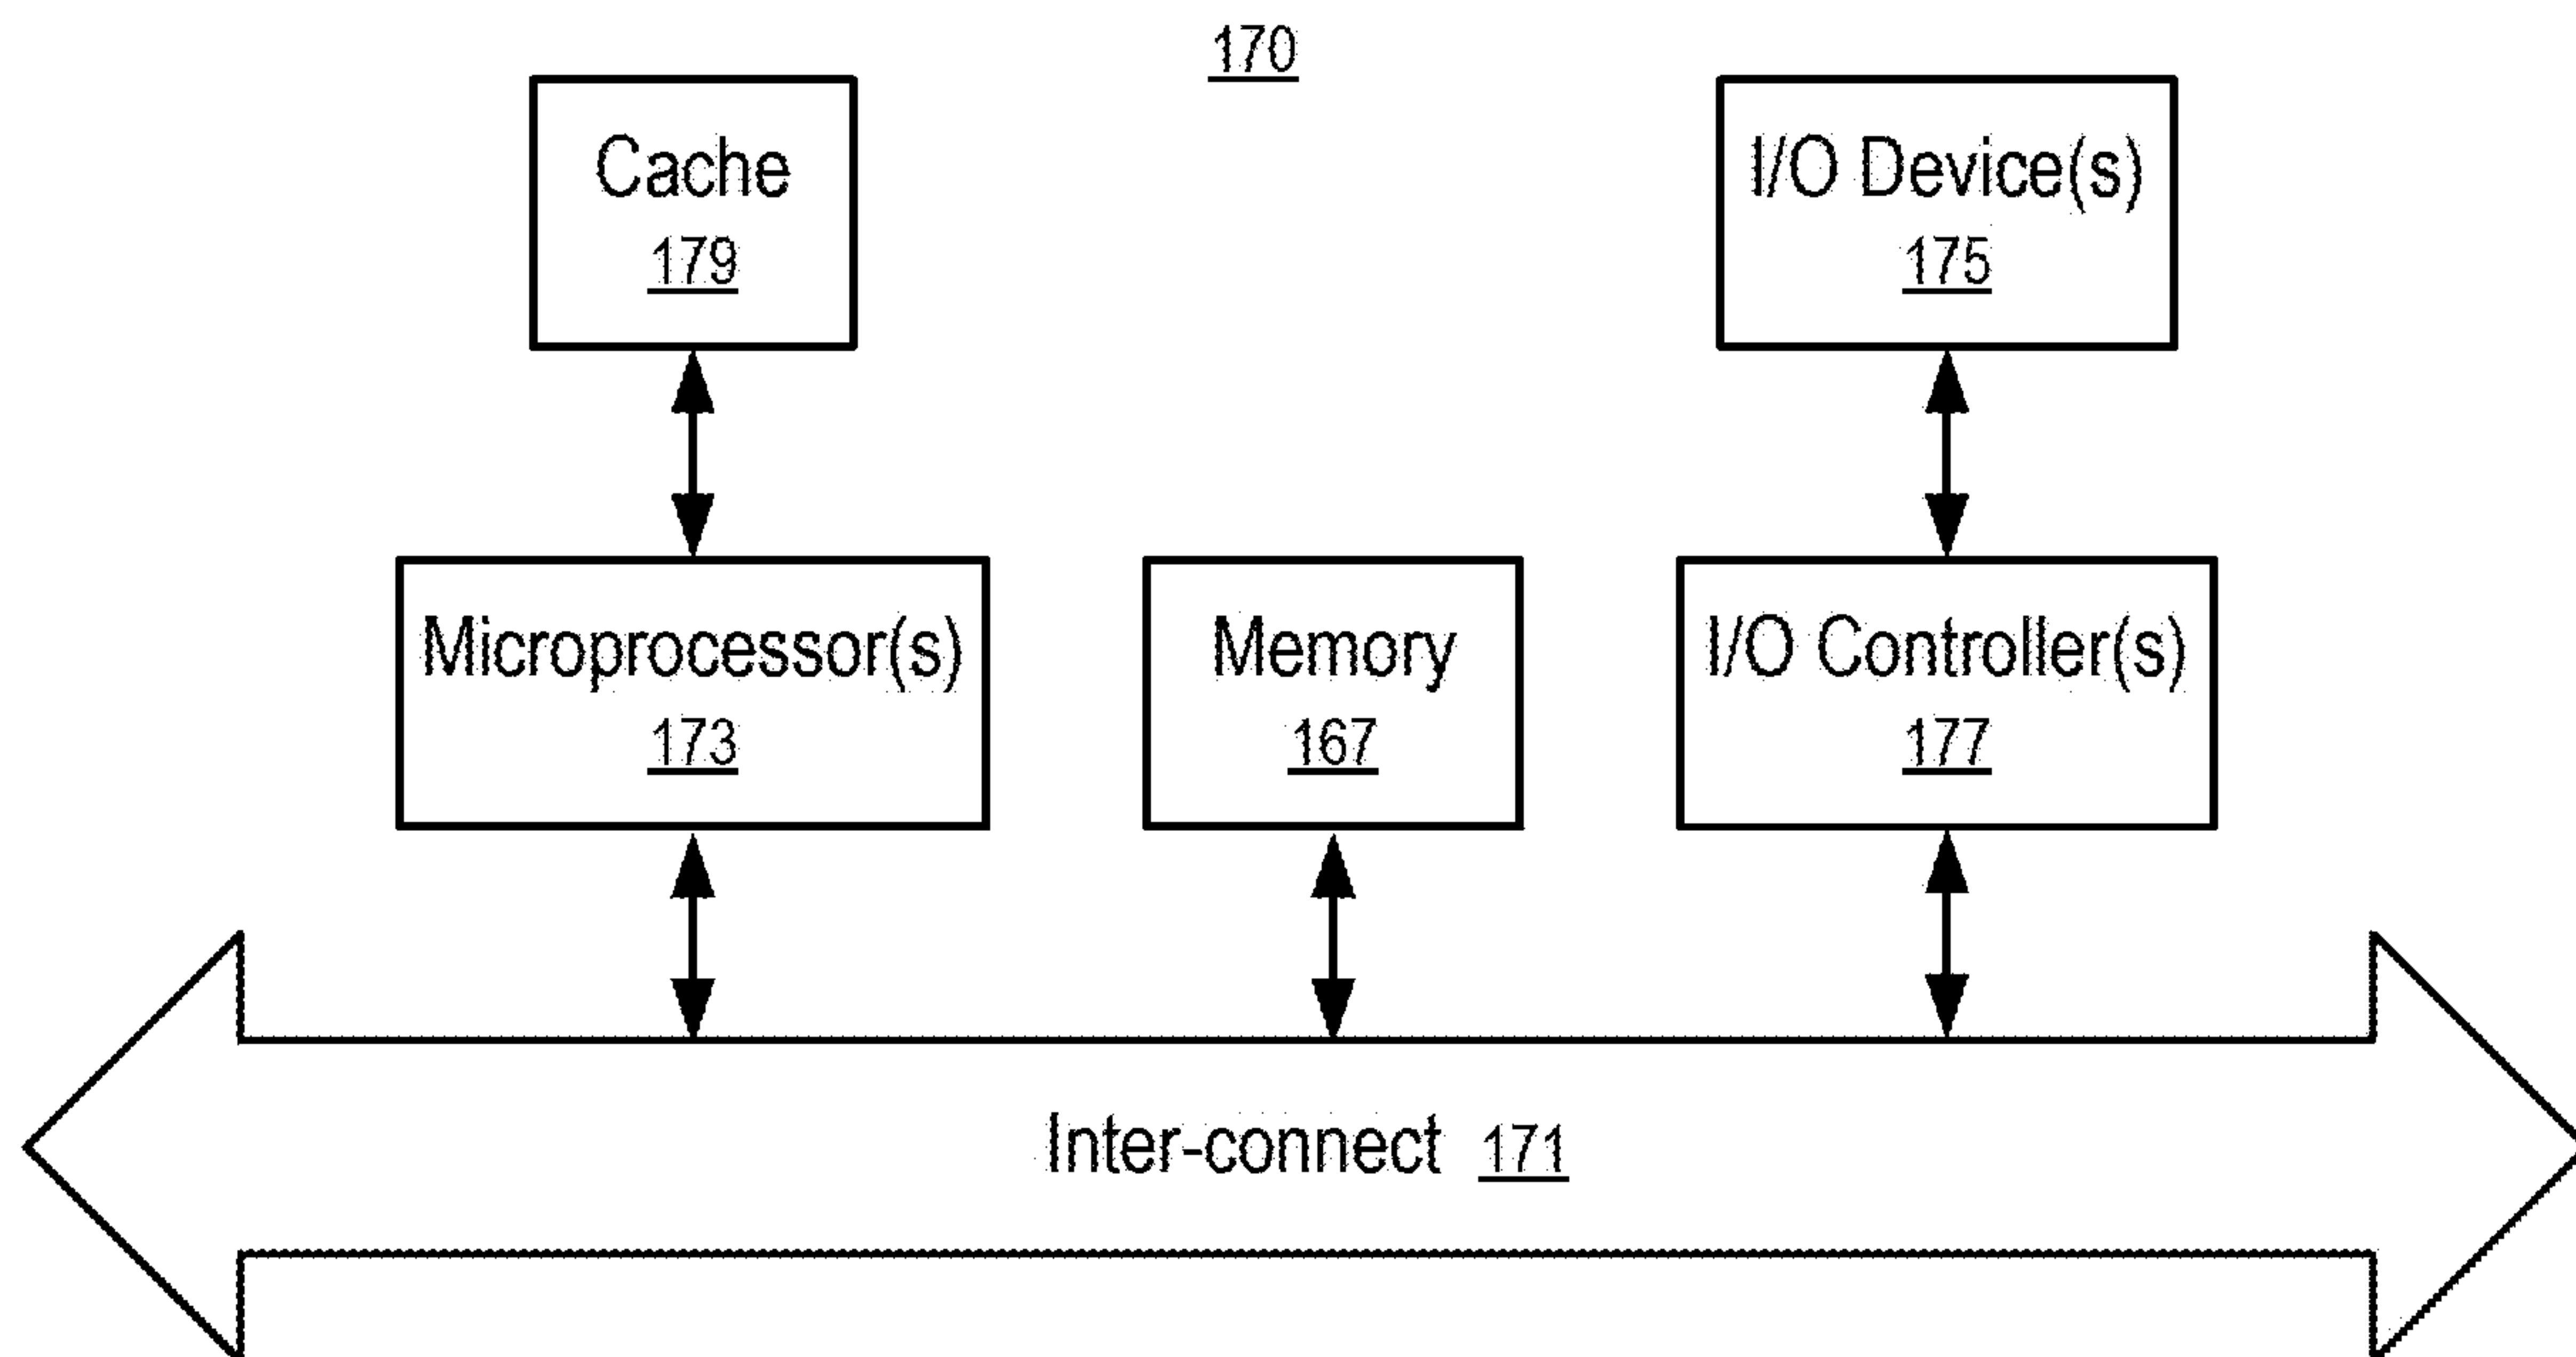 170
Cache
179
I/O Device(s)
175
Microprocessor(s)
173
Memory
167
I/O Controller(s)
177
Inter-connect 171